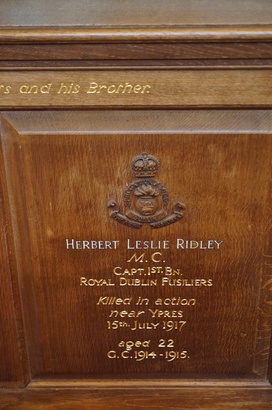 rs and his Brother.
HERBERT LESLIE RIDLEY
M.C.
CAPT. 1ST. BN.
ROYAL DUBLIN FUSILIERS
Killed in action
near YPRES
15th JULY 1917
aged 22
G.C. 1914-1915.